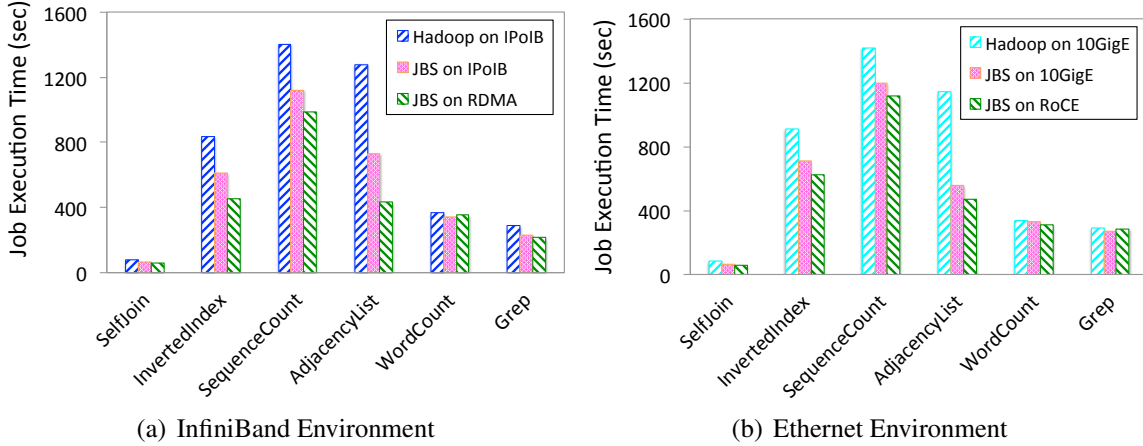 Job Execution Time (sec)
1600
1200
800
400
0
Hadoop on IPoIB
JBS on IPoIB
JBS on RDMA
SelfJoin
InvertedIndex
SequenceCount
AdjacencyList
WordCount
Grep
(a) InfiniBand Environment
Job Execution Time (sec)
1600
1200
800
400
0
Hadoop on 10GigE
JBS on 10GigE
JBS on RoCE
SelfJoin
InvertedIndex
SequenceCount
AdjacencyList
WordCount
Grep
(b) Ethernet Environment